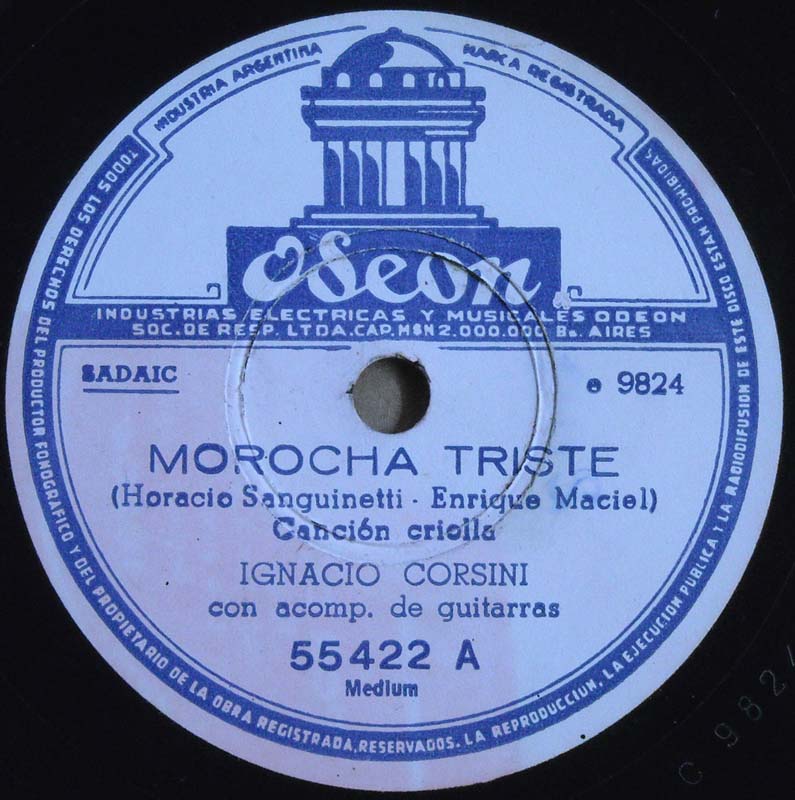 INDUSTRIA ARGENTINA
MARCA REGISTRADA
Odeon
INDUSTRIAS ELECTRICAS Y MUSICALES ODEON
SOC. DE RESP. LTDA. CAP. M$N 2.000.000 Bs. AIRES
SADAIC
e 9824
MOROCHA TRISTE
(Horacio Sanguinetti - Enrique Maciel)
Canción criolla
IGNACIO CORSINI
con acomp. de guitarras
55422 A
Medium
TODOS LOS DERECHOS DEL PRODUCTOR FONOGRAFICO Y DEL PROPIETARIO DE LA OBRA REGISTRADA, RESERVADOS. LA REPRODUCCION, LA EJECUCION PUBLICA Y LA RADIODIFUSION DE ESTE DISCO ESTAN PROHIBIDAS